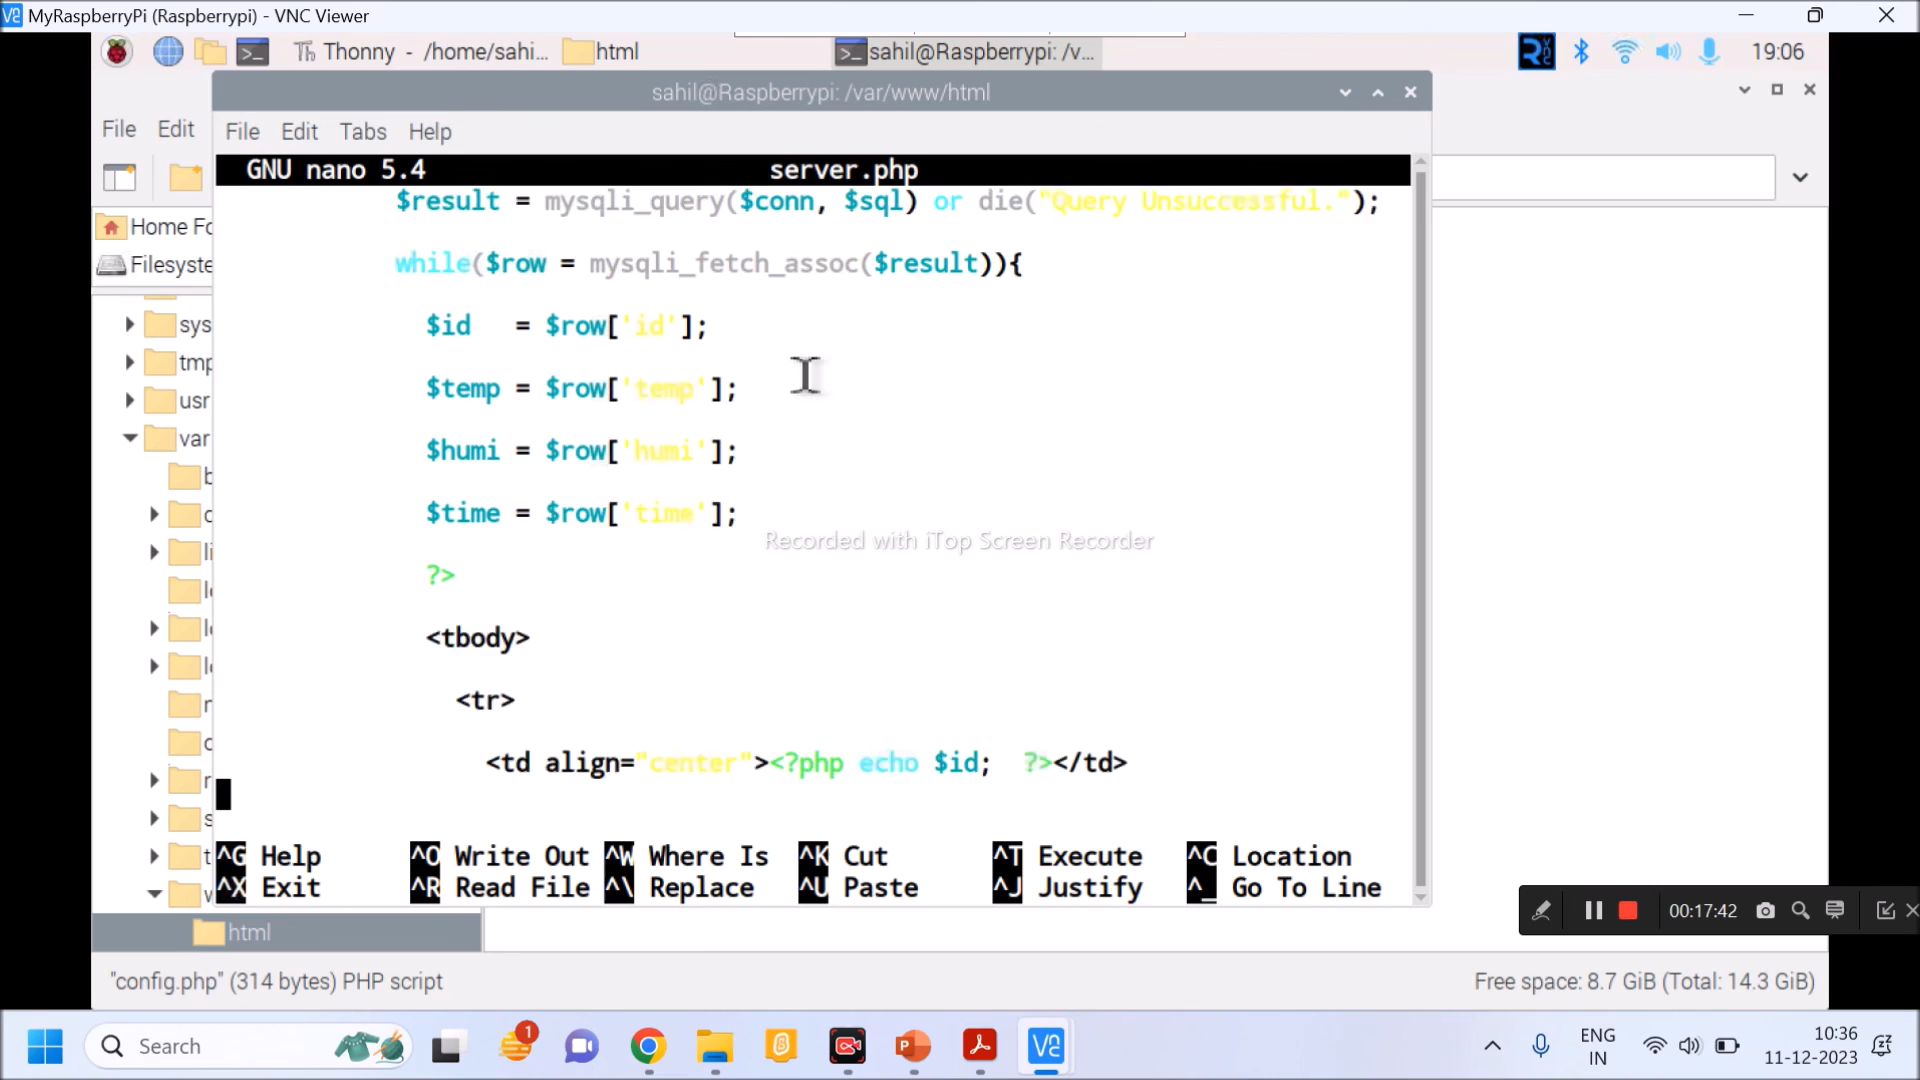 MyRaspberryPi (Raspberrypi) - VNC Viewer
Thonny - /home/sahi...
html
sahil@Raspberrypi: /v...
19:06
sahil@Raspberrypi: /var/www/html
File Edit
File Edit Tabs Help
GNU nano 5.4 server.php
$result = mysqli_query($conn, $sql) or die("Query Unsuccessful.");
while($row = mysqli_fetch_assoc($result)){
$id = $row['id'];
$temp = $row['temp'];
$humi = $row['humi'];
$time = $row['time'];
?>
<tbody>
<tr>
<td align="center"><?php echo $id; ?></td>
Home Fo
Filesyste
sys
tmp
usr
var
html
Recorded with iTop Screen Recorder
^G Help ^O Write Out ^W Where Is ^K Cut ^T Execute ^C Location
^X Exit ^R Read File ^\ Replace ^U Paste ^J Justify ^_ Go To Line
00:17:42
"config.php" (314 bytes) PHP script
Free space: 8.7 GiB (Total: 14.3 GiB)
Search
1
ENG
IN
10:36
11-12-2023